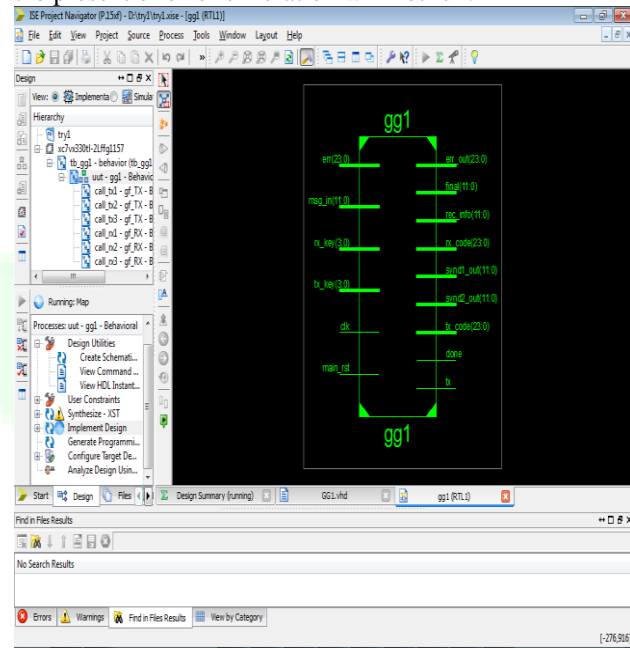 ISE Project Navigator (P.15xf) - D:\try1\try1.xise - [gg1 (RTL1)]
File Edit View Project Source Process Tools Window Layout Help
Design
View: Implementa Simula
Hierarchy
try1
xc7vx330tl-2Lffg1157
tb_gg1 - behavior (tb_gg1
uut - gg1 - Behavic
call_tx1 - gf_TX - B
call_tx2 - gf_TX - B
call_tx3 - gf_TX - B
call_rx1 - gf_RX - B
call_rx2 - gf_RX - B
call_rx3 - gf_RX - B
Running: Map
Processes: uut - gg1 - Behavioral
Design Utilities
Create Schemati...
View Command ...
View HDL Instant...
User Constraints
Synthesize - XST
Implement Design
Generate Programmi...
Configure Target De...
Analyze Design Usin...
gg1
err(23:0)
msg_in(11:0)
rx_key(3:0)
tx_key(3:0)
clk
main_rst
err_out(23:0)
final(11:0)
rec_info(11:0)
rx_code(23:0)
synd1_out(11:0)
synd2_out(11:0)
tx_code(23:0)
done
tx
gg1
Start Design Files Design Summary (running) GG1.vhd gg1 (RTL1)
Find in Files Results
No Search Results
Errors Warnings Find in Files Results View by Category
[-276,916]